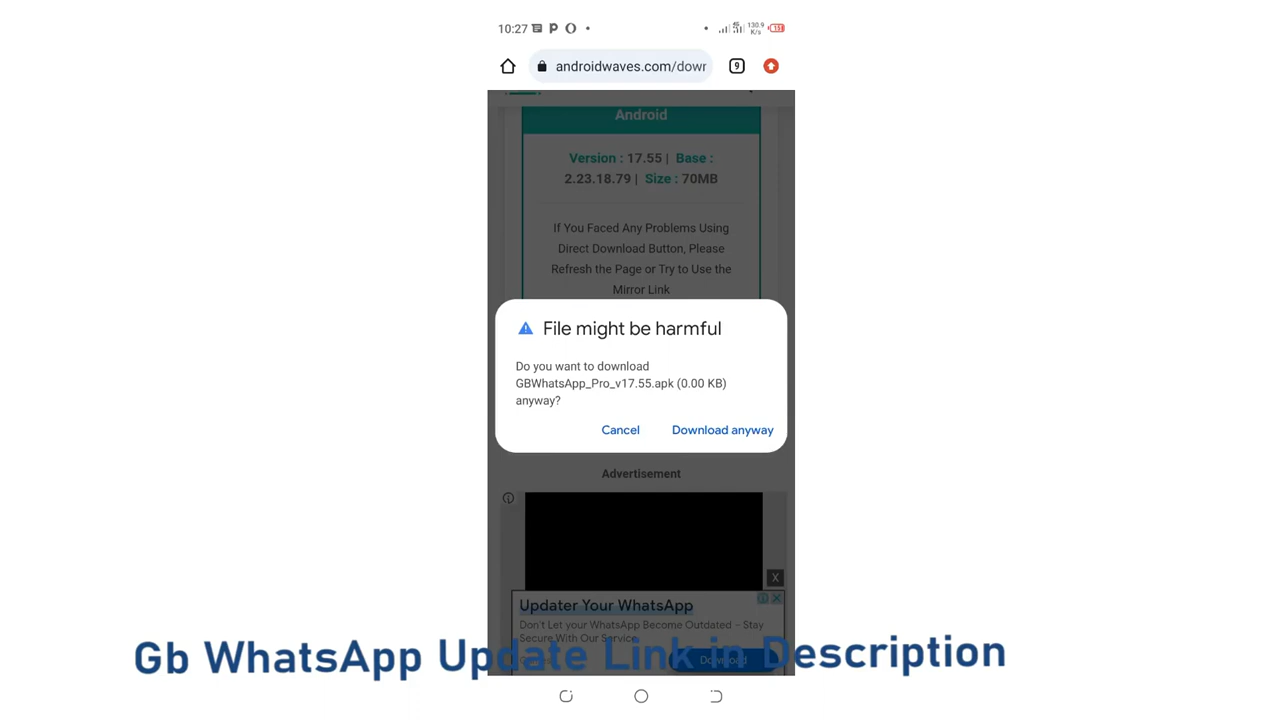 10:27
130.9
K/s
15
androidwaves.com/dowr
9
Android
Version : 17.55 | Base :
2.23.18.79 | Size : 70MB
If You Faced Any Problems Using
Direct Download Button, Please
Refresh the Page or Try to Use the
Mirror Link
File might be harmful
Do you want to download
GBWhatsApp_Pro_v17.55.apk (0.00 KB)
anyway?
Cancel
Download anyway
Advertisement
X
Updater Your WhatsApp
Don't Let your WhatsApp Become Outdated – Stay
Secure With Our Service.
Download
Gb WhatsApp Update Link in Description